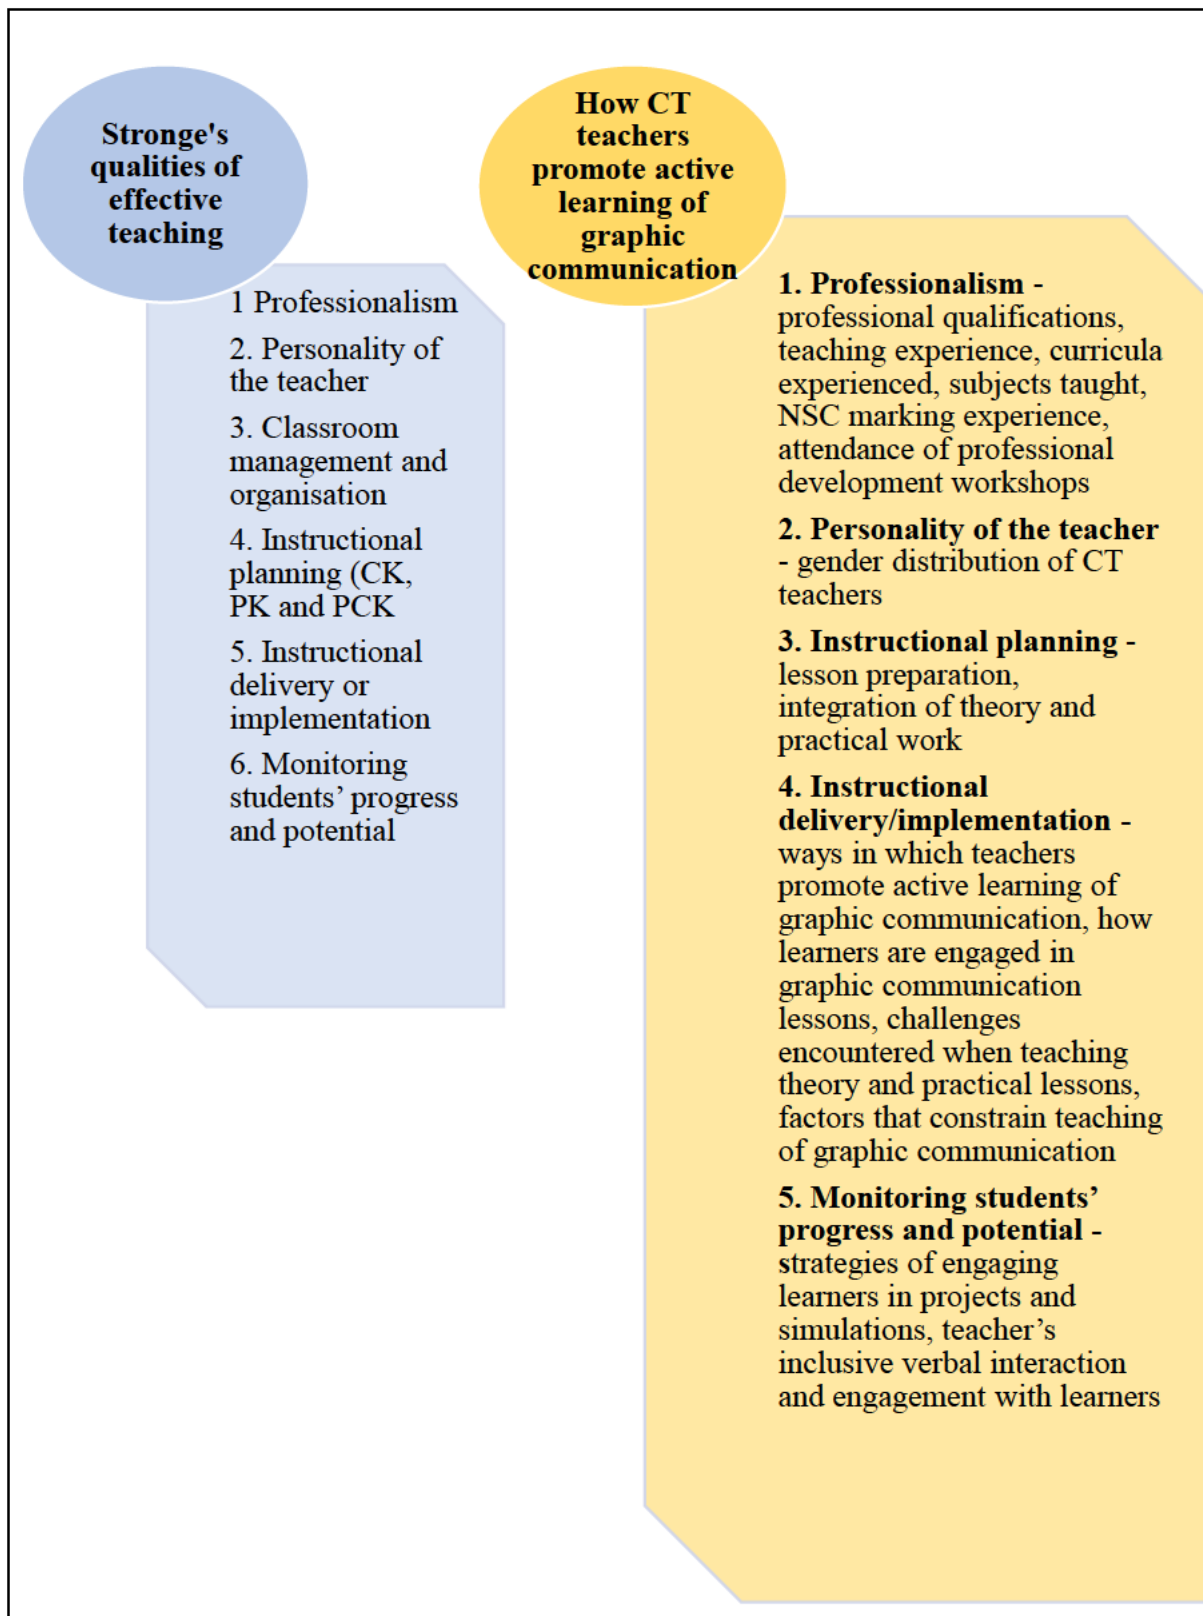 Stronge's
qualities of
effective
teaching
1 Professionalism
2. Personality of
the teacher
3. Classroom
management and
organisation
4. Instructional
planning (CK,
PK and PCK
5. Instructional
delivery or
implementation
6. Monitoring
students’ progress
and potential
How CT
teachers
promote active
learning of
graphic
communication
1. Professionalism -
professional qualifications,
teaching experience, curricula
experienced, subjects taught,
NSC marking experience,
attendance of professional
development workshops
2. Personality of the teacher
- gender distribution of CT
teachers
3. Instructional planning -
lesson preparation,
integration of theory and
practical work
4. Instructional
delivery/implementation -
ways in which teachers
promote active learning of
graphic communication, how
learners are engaged in
graphic communication
lessons, challenges
encountered when teaching
theory and practical lessons,
factors that constrain teaching
of graphic communication
5. Monitoring students’
progress and potential -
strategies of engaging
learners in projects and
simulations, teacher’s
inclusive verbal interaction
and engagement with learners